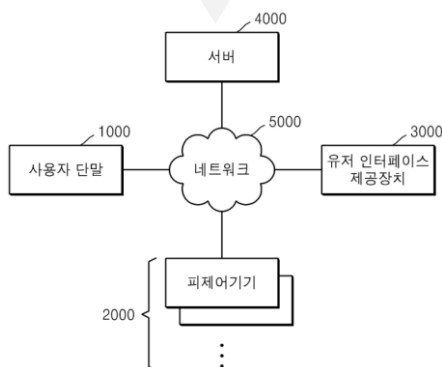 4000
서버
1000
사용자 단말
5000
네트워크
3000
유저 인터페이스
제공장치
2000
피제어기기